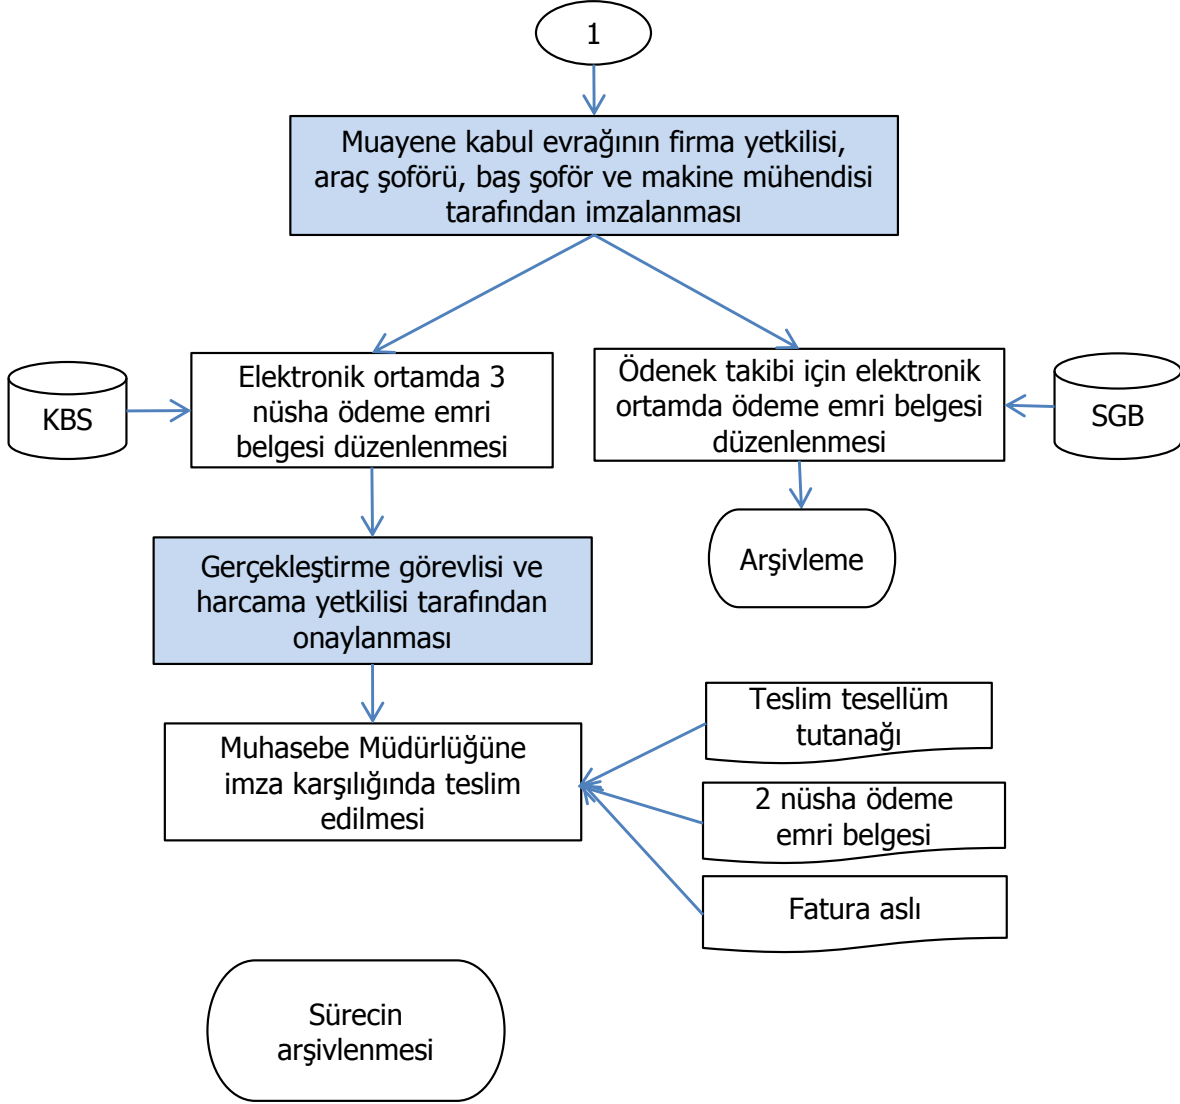 1
Muayene kabul evrağının firma yetkilisi,
araç şoförü, baş şoför ve makine mühendisi
tarafından imzalanması
KBS
Elektronik ortamda 3
nüsha ödeme emri
belgesi düzenlenmesi
Ödenek takibi için elektronik
ortamda ödeme emri belgesi
düzenlenmesi
SGB
Gerçekleştirme görevlisi ve
harcama yetkilisi tarafından
onaylanması
Arşivleme
Muhasebe Müdürlüğüne
imza karşılığında teslim
edilmesi
Teslim tesellüm
tutanağı
2 nüsha ödeme
emri belgesi
Fatura aslı
Sürecin
arşivlenmesi